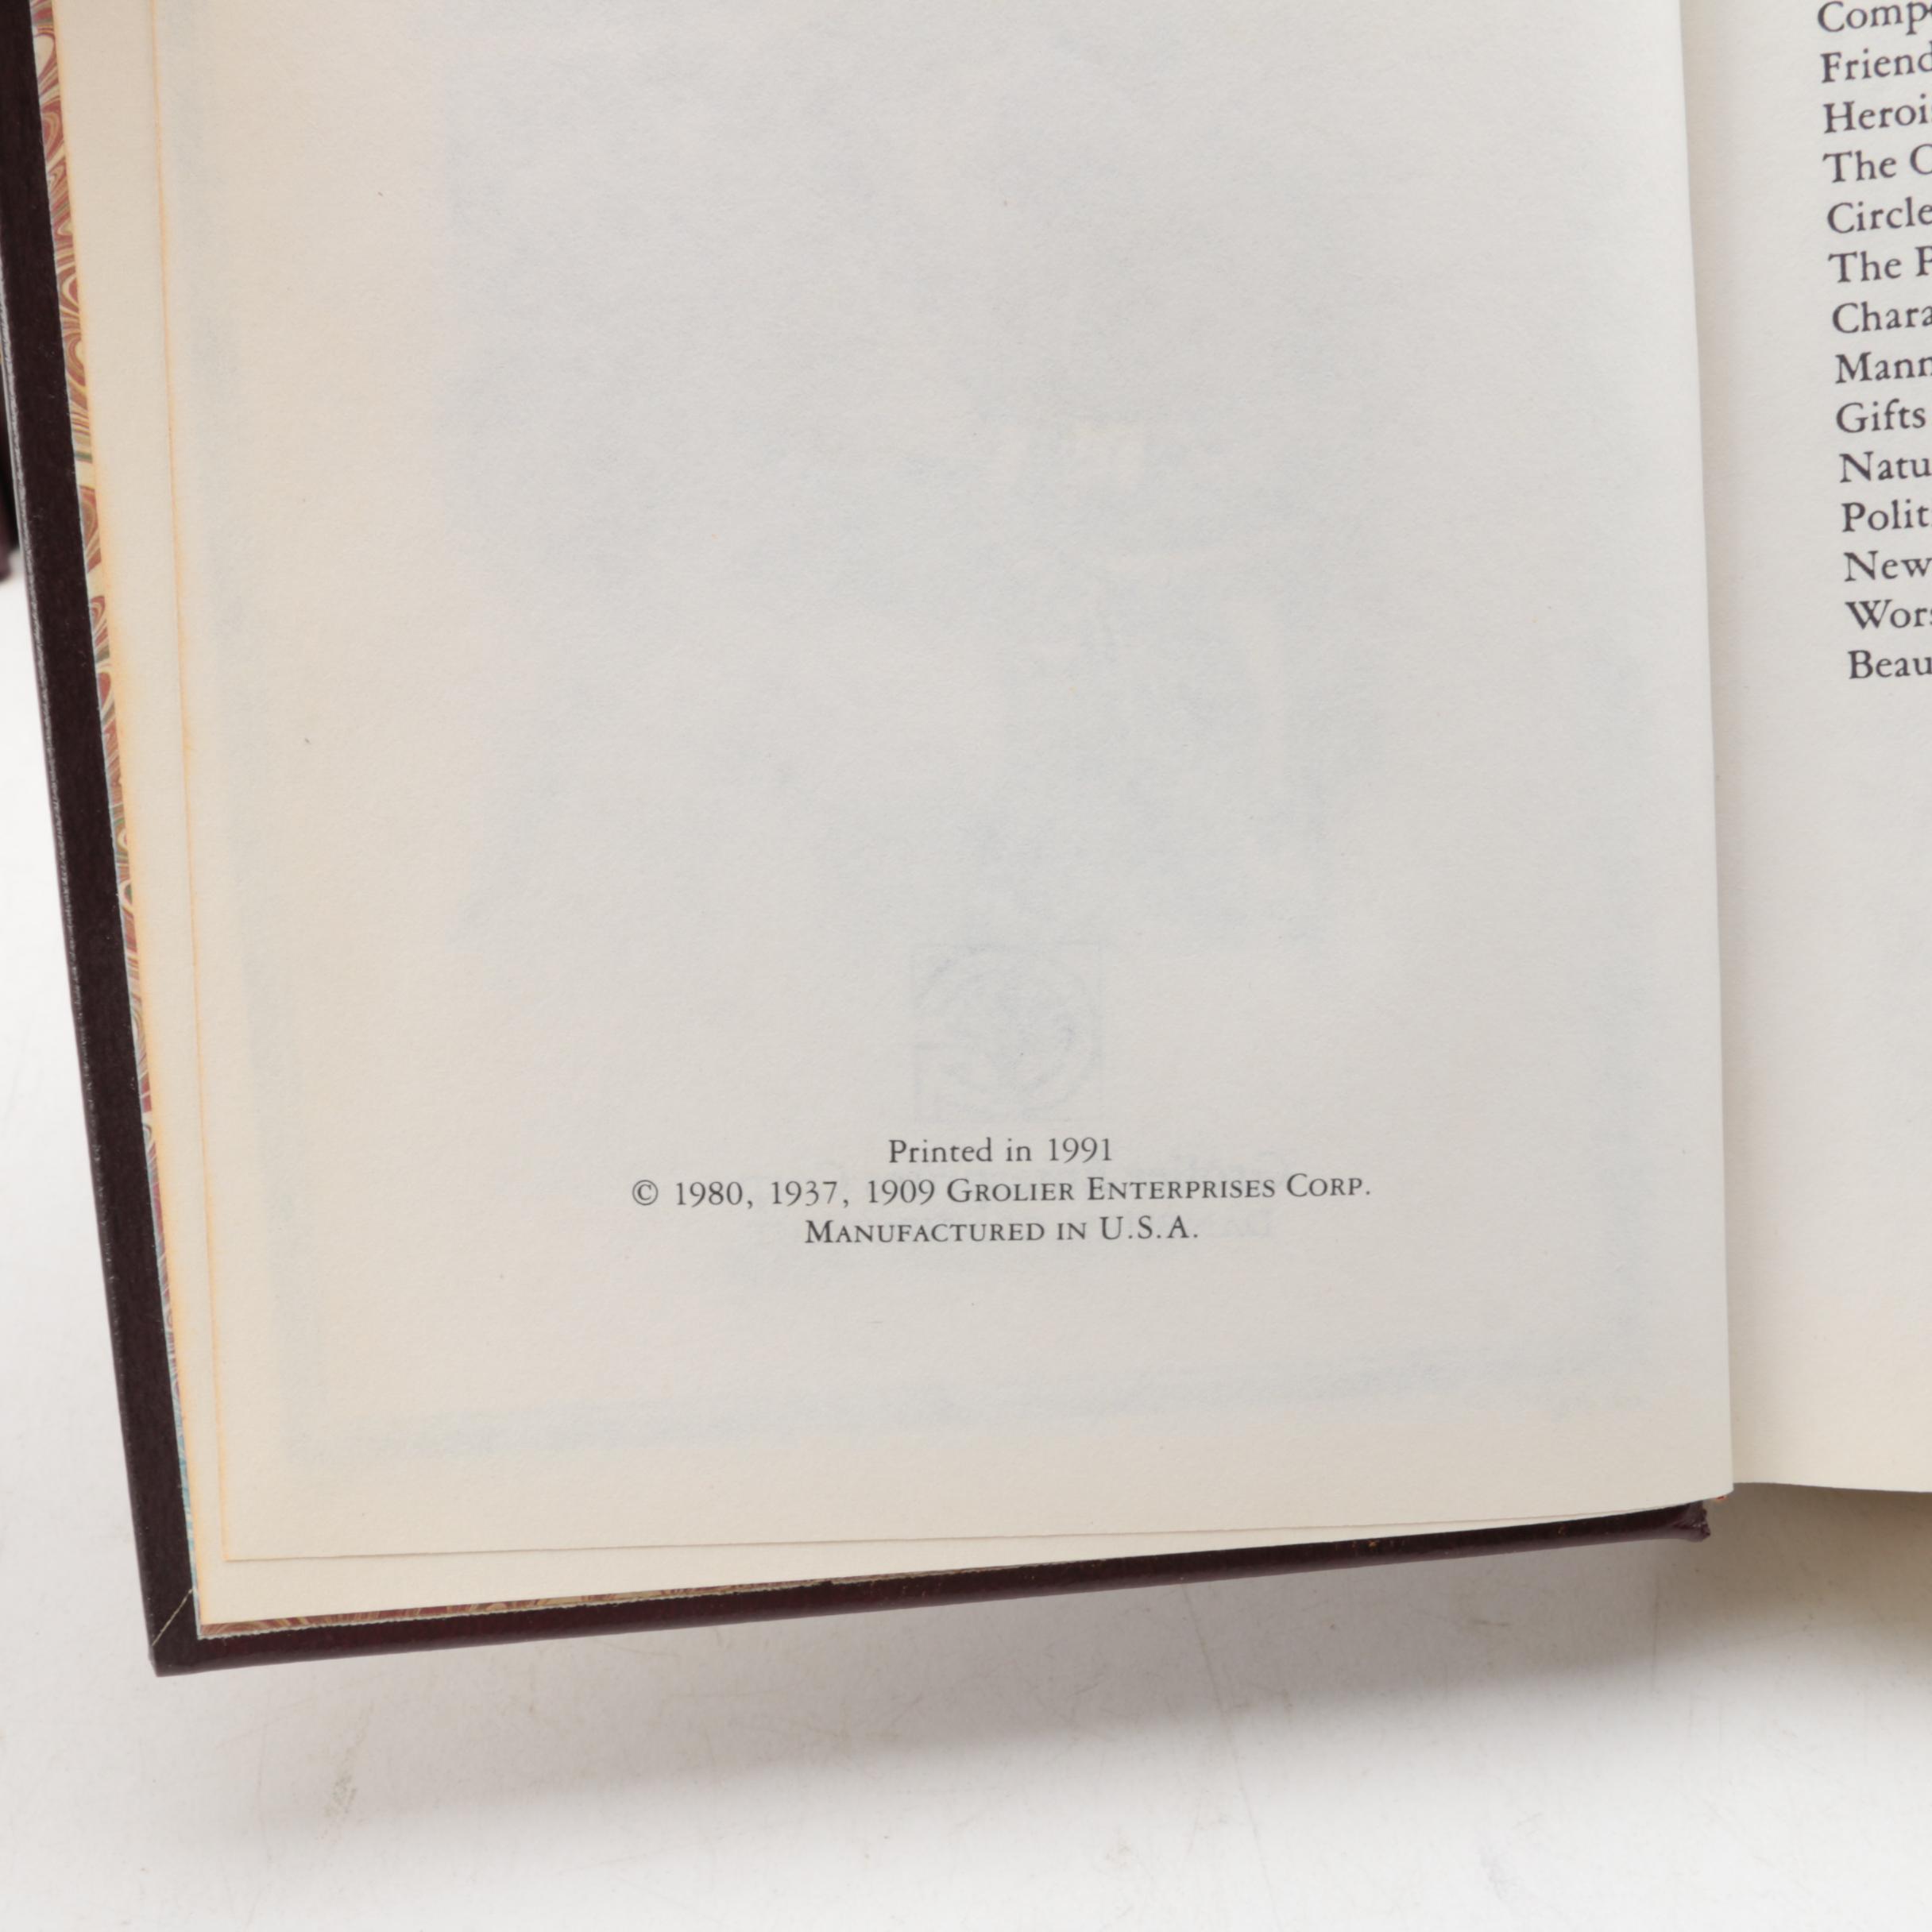 Printed in 1991
© 1980, 1937, 1909 GROLIER ENTERPRISES CORP.
MANUFACTURED IN U.S.A.
Friend
Heroi
The
Circle
The P
Chara
Mann
Gifts
Natu
Polit
New
Wors
Beau